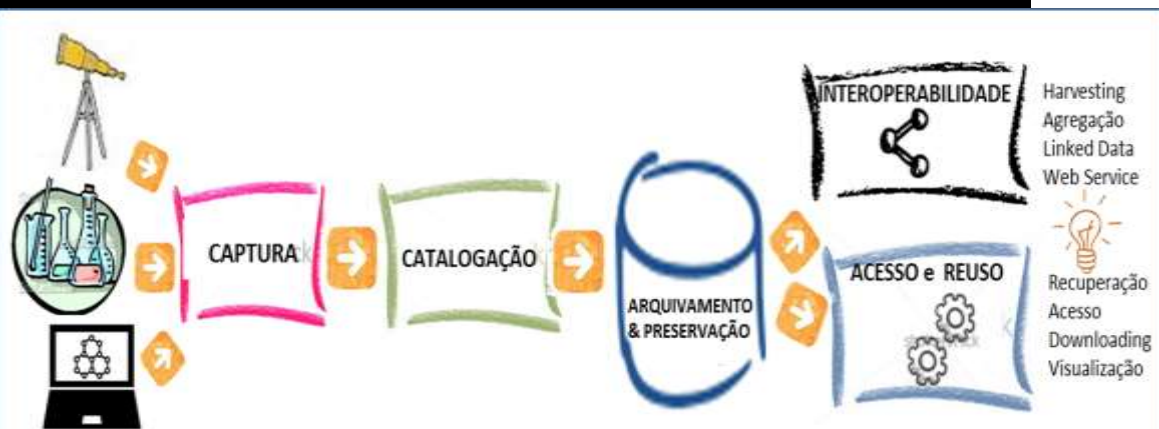 CAPTURA
CATALOGAÇÃO
ARQUIVAMENTO
& PRESERVAÇÃO
INTEROPERABILIDADE
Harvesting
Agregação
Linked Data
Web Service
ACESSO e REUSO
Recuperação
Acesso
Downloading
Visualização